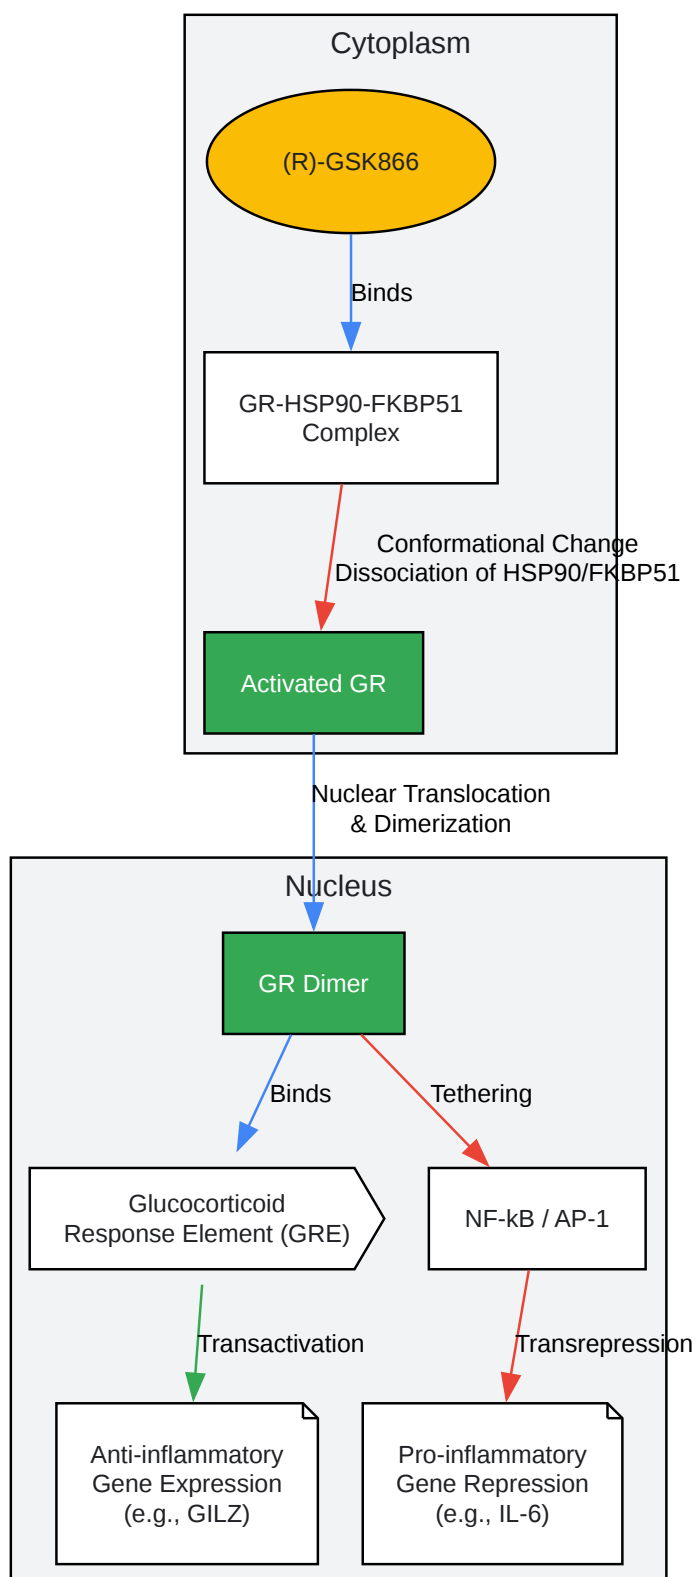 Cytoplasm
(R)-GSK866
Binds
GR-HSP90-FKBP51
Complex
Conformational Change
Dissociation of HSP90/FKBP51
Activated GR
Nuclear Translocation
& Dimerization
Nucleus
GR Dimer
Binds
Tethering
Glucocorticoid
Response Element (GRE)
NF-kB / AP-1
Transactivation
Transrepression
Anti-inflammatory
Gene Expression
(e.g., GILZ)
Pro-inflammatory
Gene Repression
(e.g., IL-6)